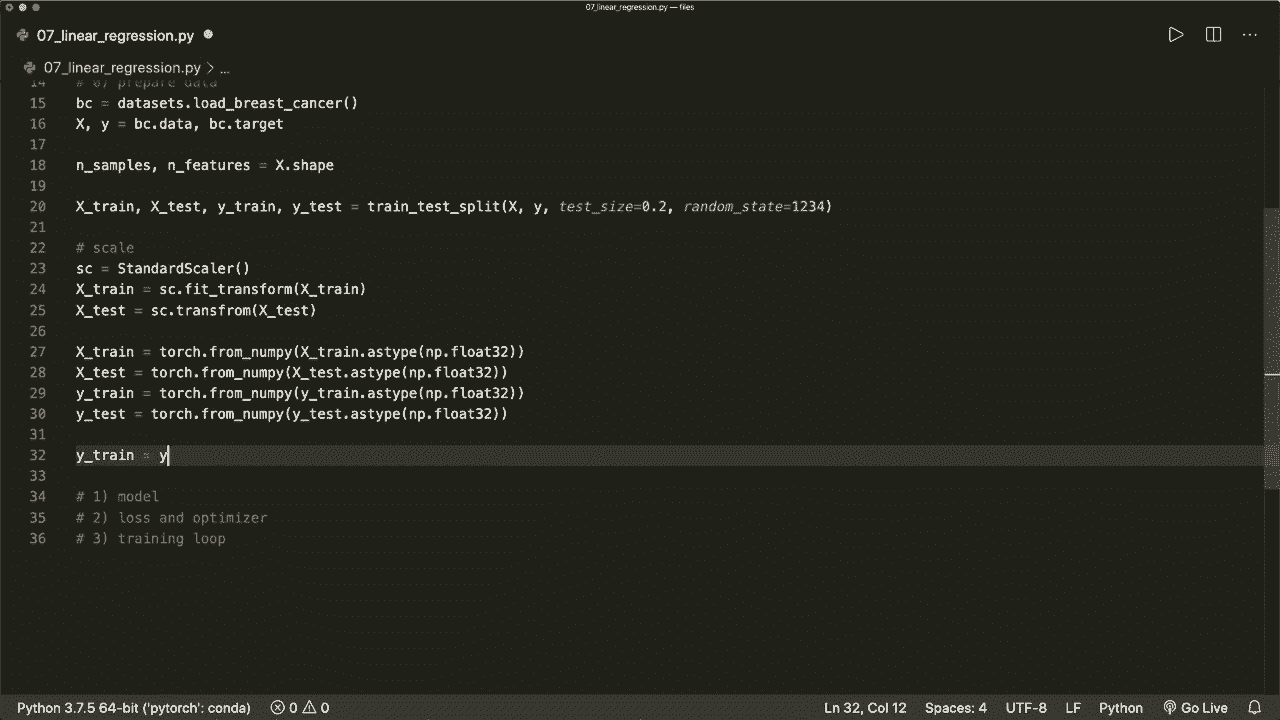 07_linear_regression.py — files
07_linear_regression.py
07_linear_regression.py > ...
14 # 0) prepare data
15 bc = datasets.load_breast_cancer()
16 X, y = bc.data, bc.target
17
18 n_samples, n_features = X.shape
19
20 X_train, X_test, y_train, y_test = train_test_split(X, y, test_size=0.2, random_state=1234)
21
22 # scale
23 sc = StandardScaler()
24 X_train = sc.fit_transform(X_train)
25 X_test = sc.transfrom(X_test)
26
27 X_train = torch.from_numpy(X_train.astype(np.float32))
28 X_test = torch.from_numpy(X_test.astype(np.float32))
29 y_train = torch.from_numpy(y_train.astype(np.float32))
30 y_test = torch.from_numpy(y_test.astype(np.float32))
31
32 y_train = y
33
34 # 1) model
35 # 2) loss and optimizer
36 # 3) training loop
Python 3.7.5 64-bit ('pytorch': conda) 0 0 Ln 32, Col 12 Spaces: 4 UTF-8 LF Python Go Live